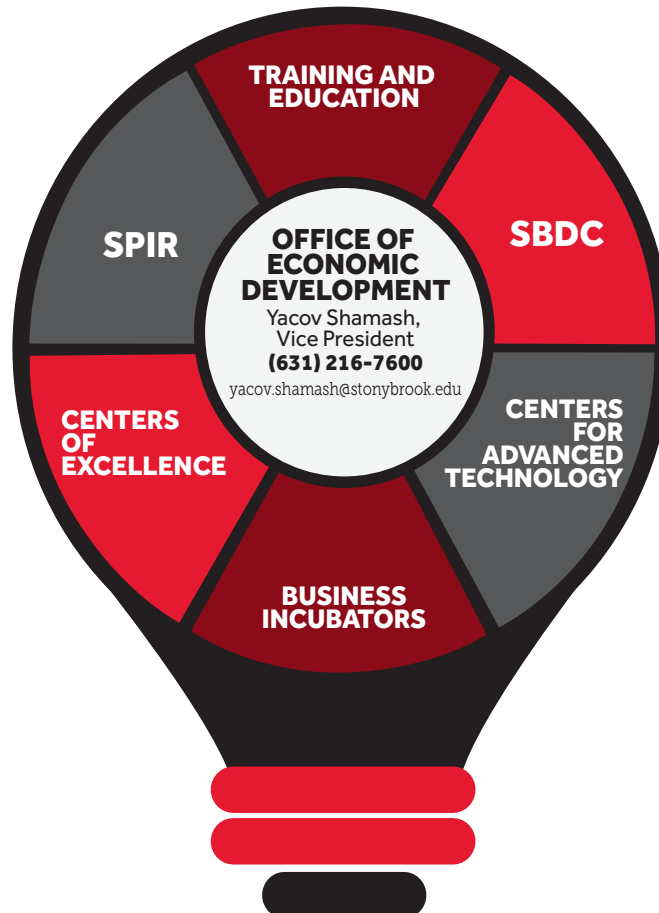 TRAINING AND
EDUCATION
SPIR
SBDC
OFFICE OF
ECONOMIC
DEVELOPMENT
Yacov Shamash,
Vice President
(631) 216-7600
yacov.shamash@stonybrook.edu
CENTERS
OF
EXCELLENCE
CENTERS
FOR
ADVANCED
TECHNOLOGY
BUSINESS
INCUBATORS